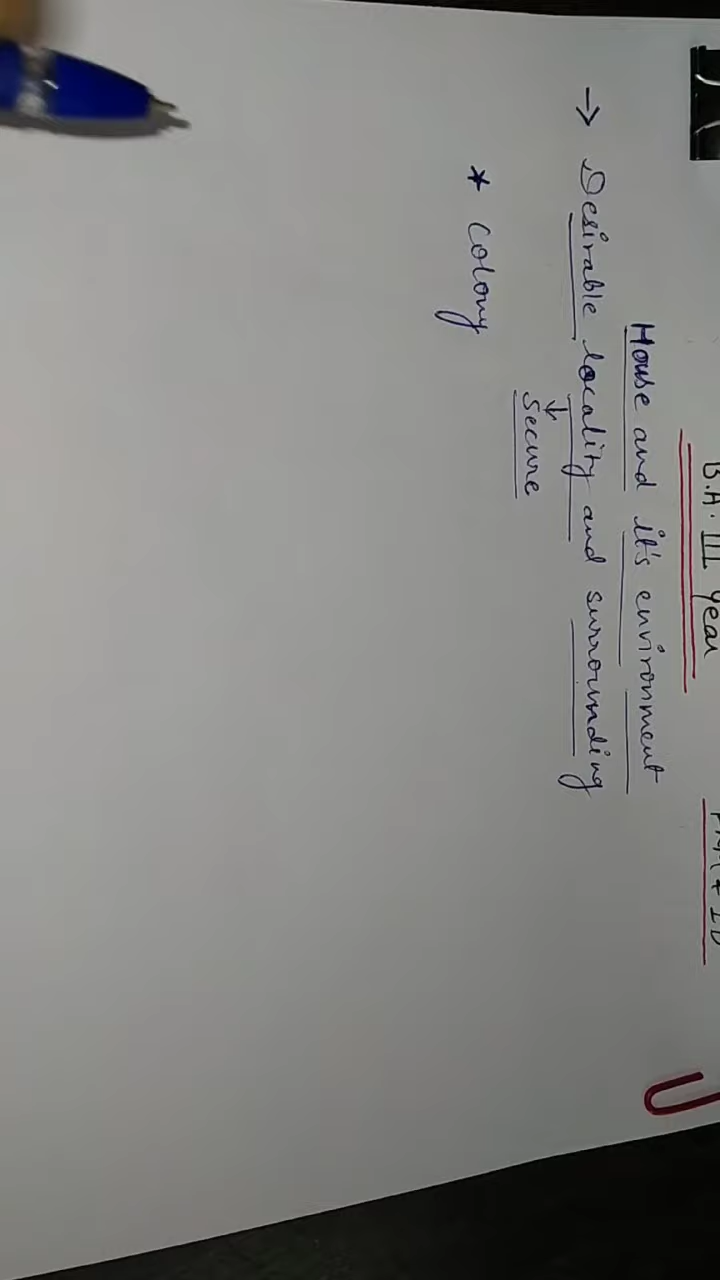 B.A. III year
House and it's environment
→ Desirable locality and surrounding
↓
Secure
* Colony